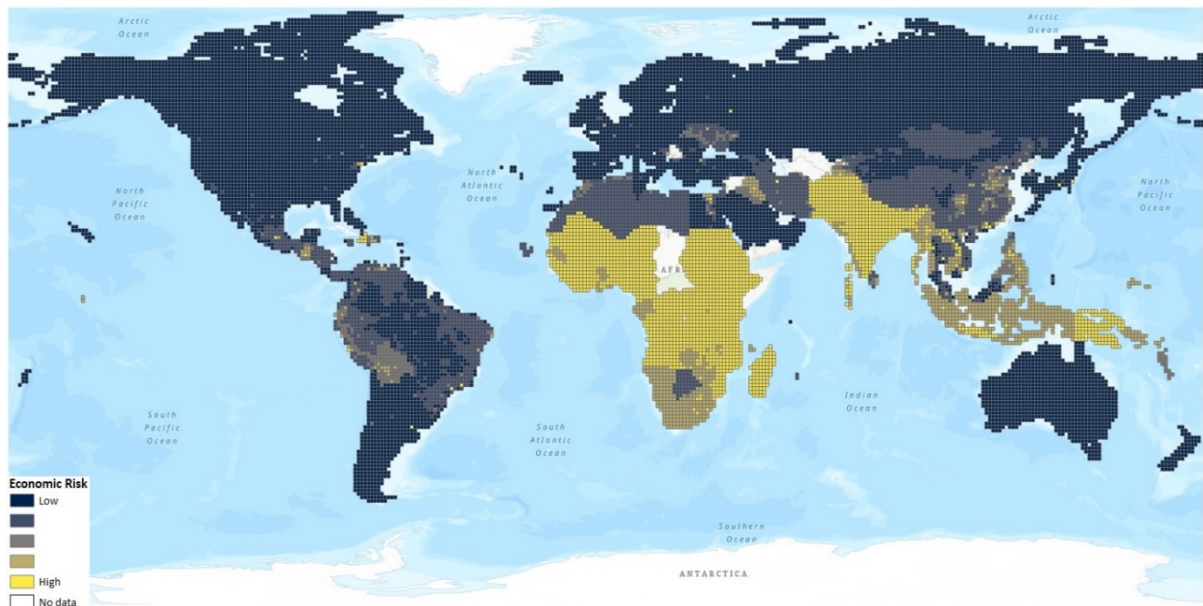 Arctic
Ocean
Arctic
Ocean
North
Pacific
Ocean
North
Atlantic
Ocean
North
Pacific
Ocean
AFR
South
Pacific
Ocean
South
Atlantic
Ocean
Indian
Ocean
Southern
Ocean
ANTARCTICA
Economic Risk
Low
High
No data